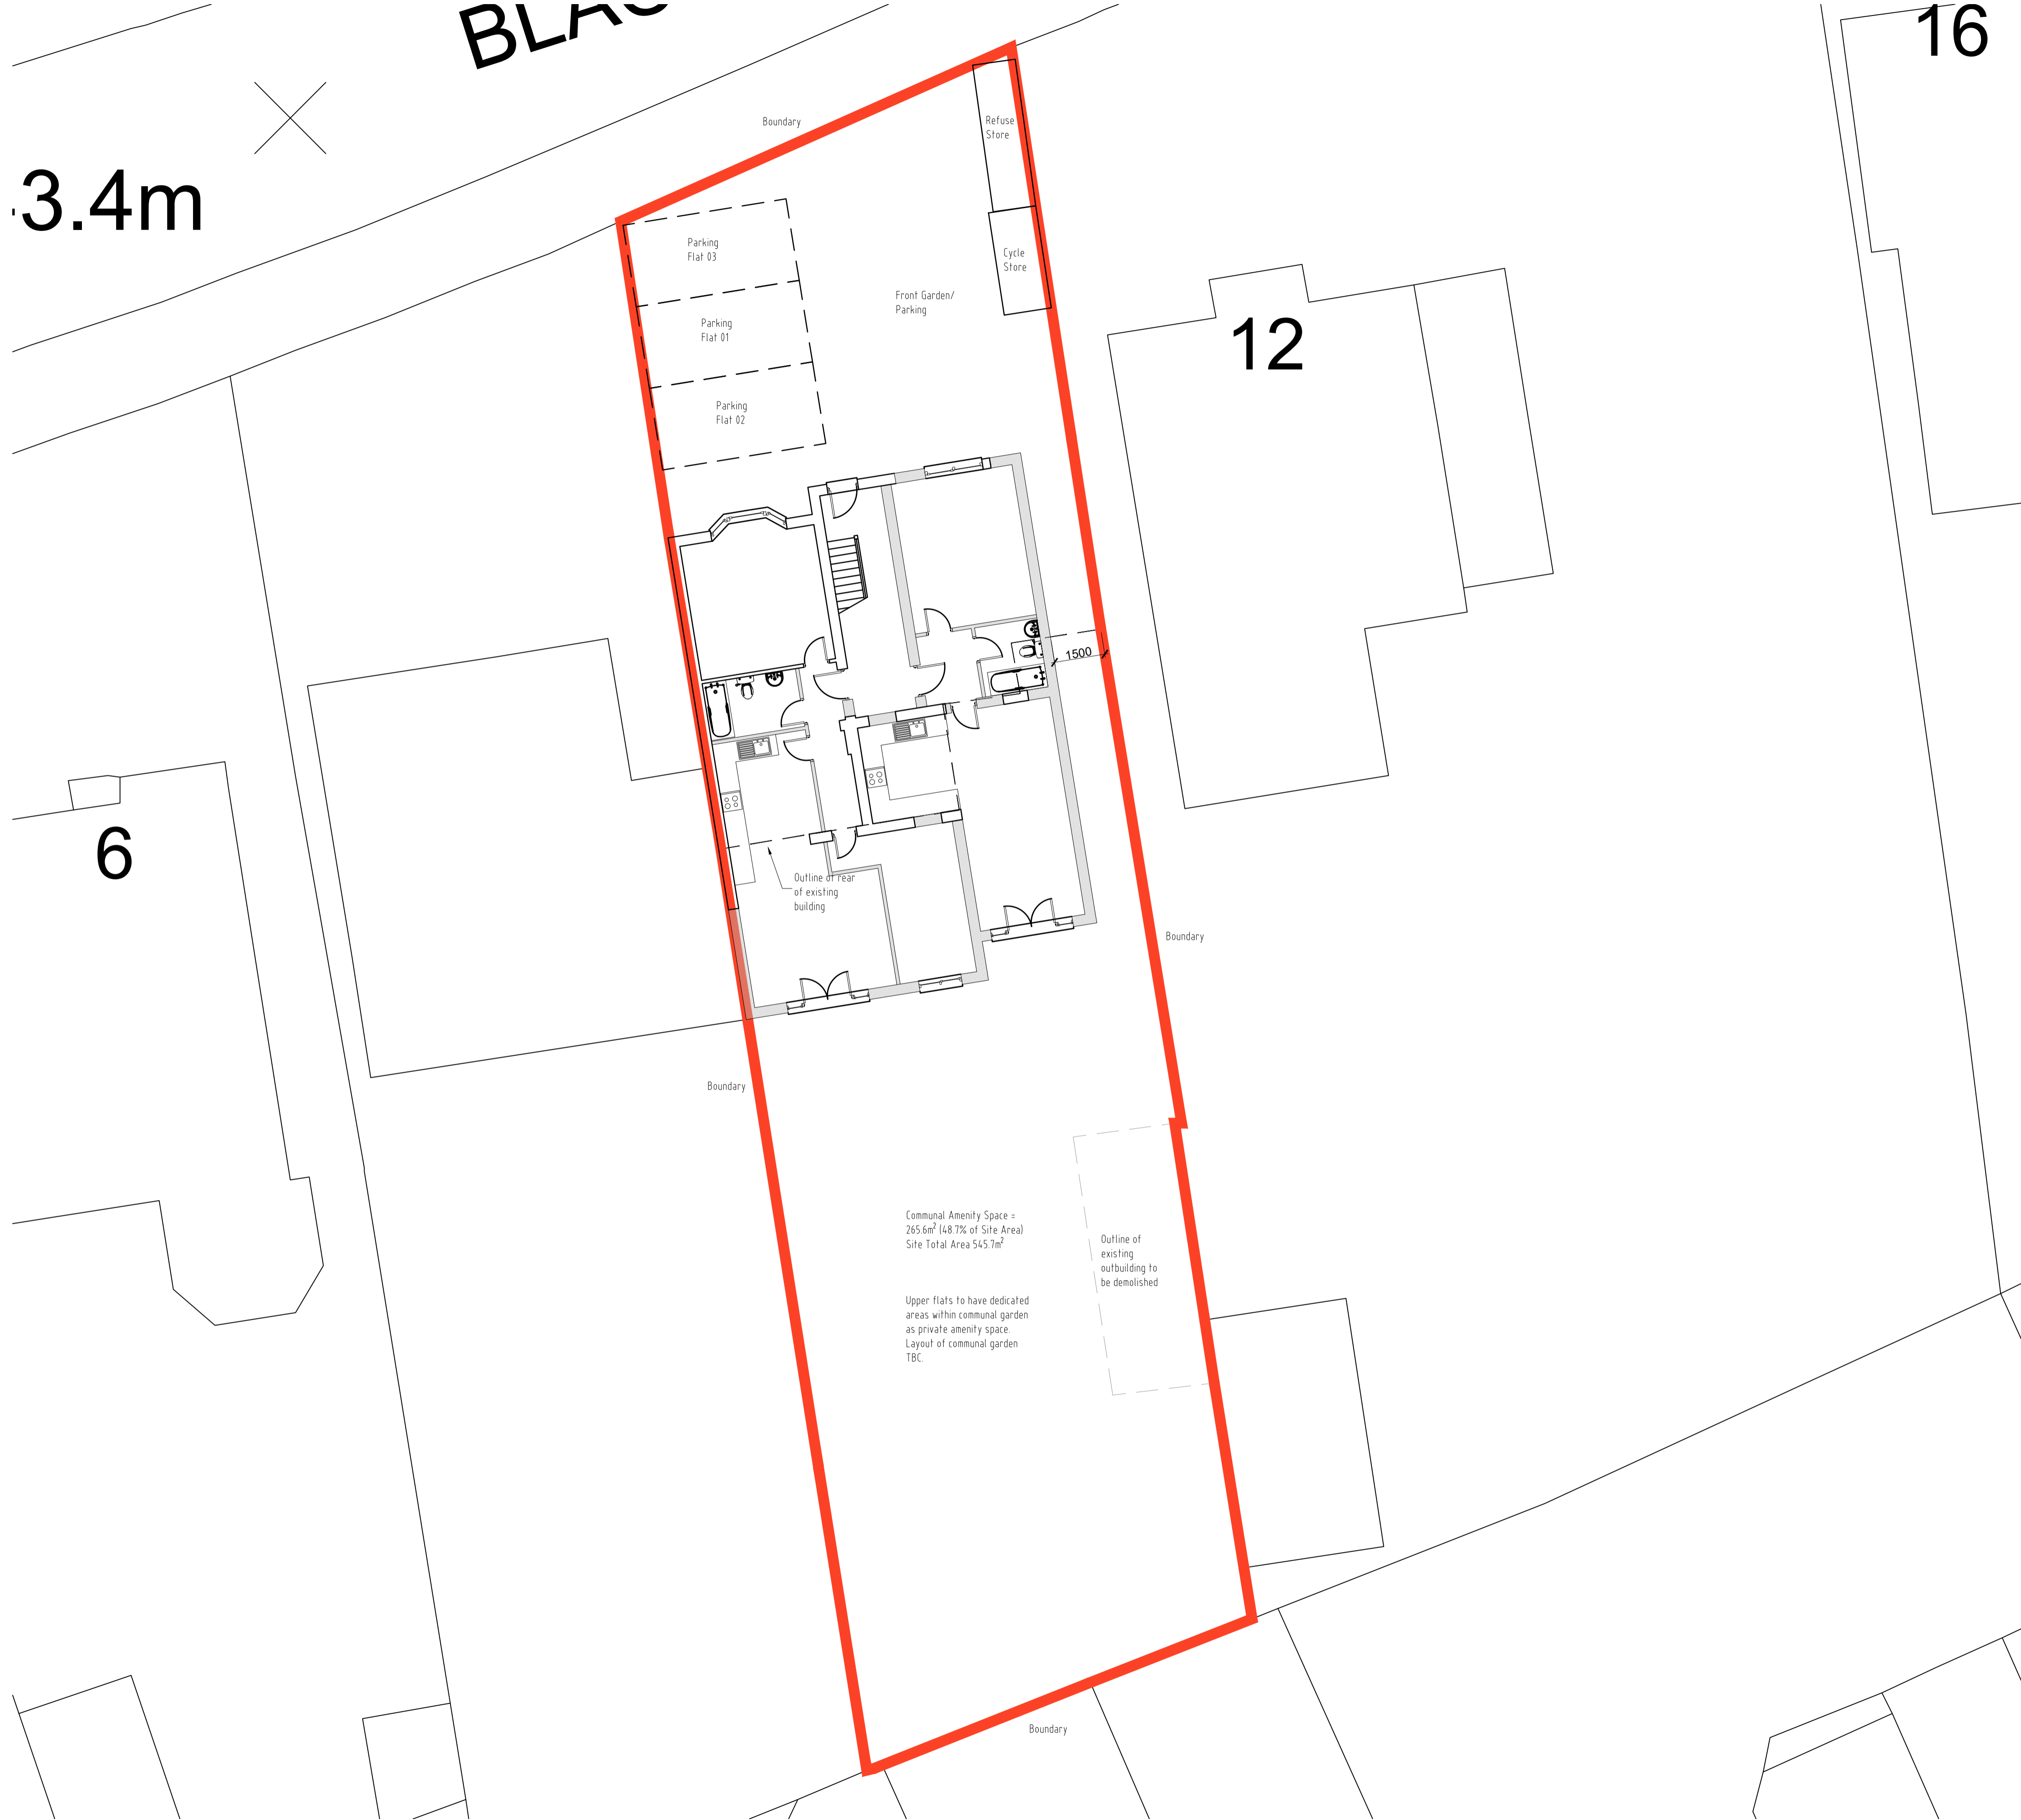 BLAC
16
3.4m
Boundary
Refuse
Store
Parking
Flat 03
Cycle
Store
Front Garden/
Parking
Parking
Flat 01
12
Parking
Flat 02
1500
6
Outline of rear
of existing
building
Boundary
Boundary
Communal Amenity Space =
265.6m² (48.7% of Site Area)
Site Total Area 545.7m²
Outline of
existing
outbuilding to
be demolished
Upper flats to have dedicated
areas within communal garden
as private amenity space.
Layout of communal garden
TBC.
Boundary